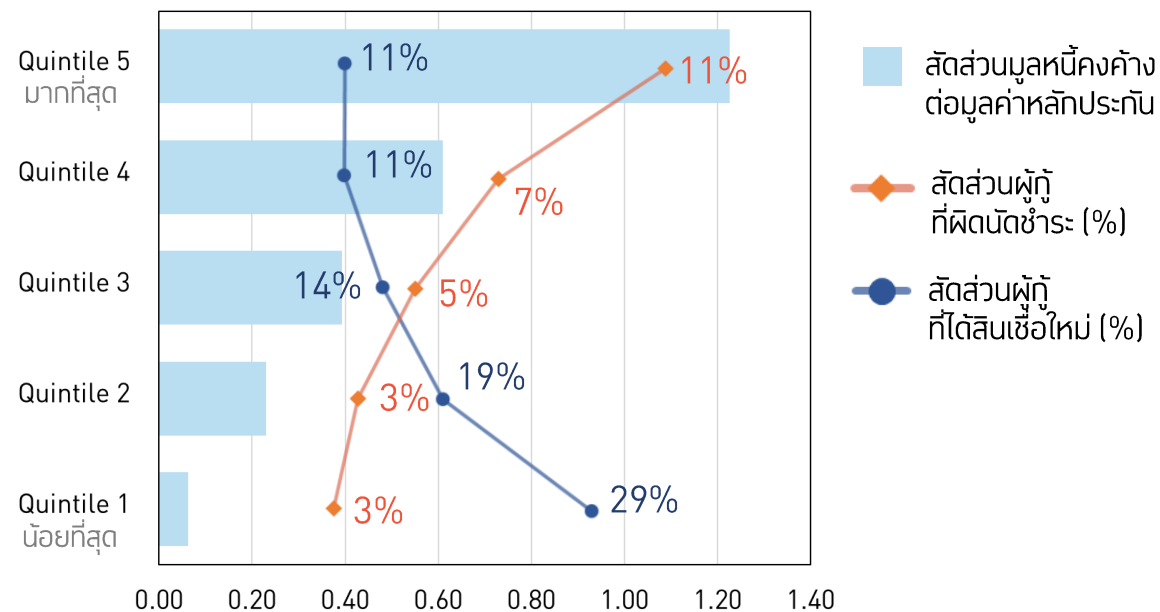 Quintile 5
มากที่สุด
11%
11%
Quintile 4
11%
7%
Quintile 3
14%
5%
Quintile 2
3%
19%
Quintile 1
น้อยที่สุด
3%
29%
0.00 0.20 0.40 0.60 0.80 1.00 1.20 1.40
สัดส่วนมูลหนี้คงค้าง
ต่อมูลค่าหลักประกัน
สัดส่วนผู้กู้
ที่ผิดนัดชำระ (%)
สัดส่วนผู้กู้
ที่ได้สินเชื่อใหม่ (%)